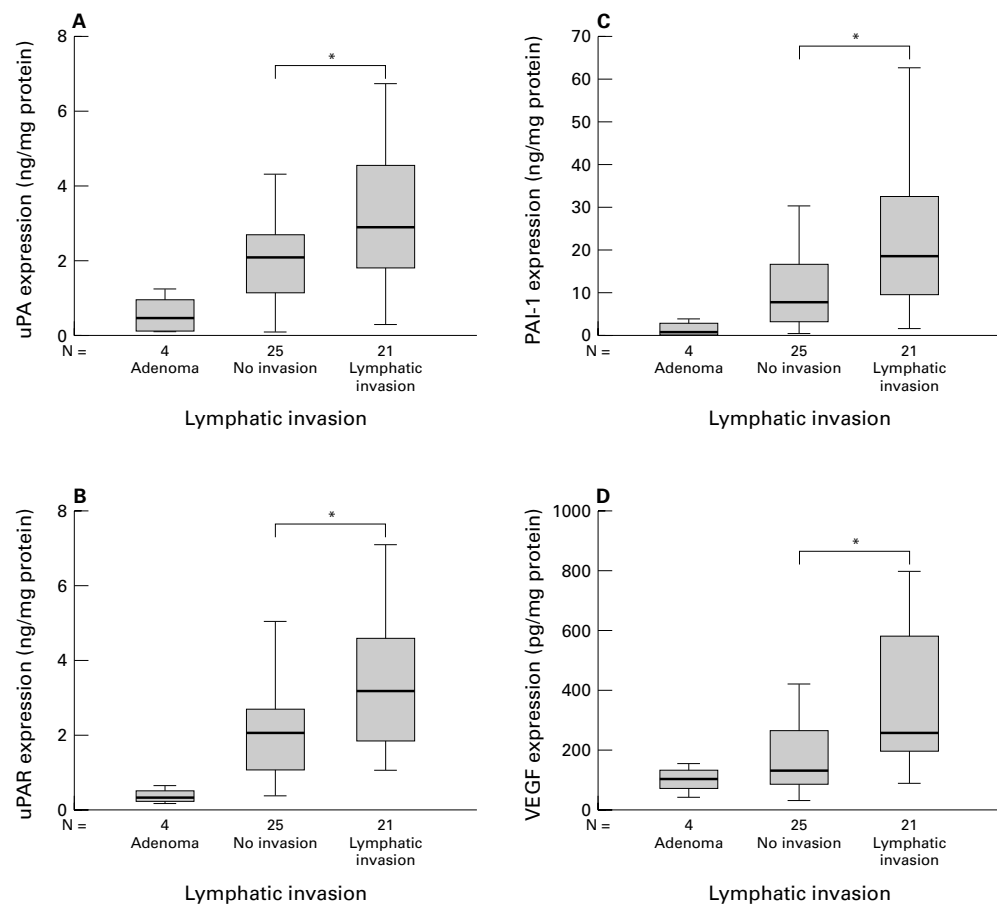 A
uPA expression (ng/mg protein)
8
6
4
2
0
*
N =
4
25
21
Adenoma
No invasion
Lymphatic
invasion
Lymphatic invasion
C
PAI-1 expression (ng/mg protein)
70
60
50
40
30
20
10
0
*
N =
4
25
21
Adenoma
No invasion
Lymphatic
invasion
Lymphatic invasion
B
uPAR expression (ng/mg protein)
8
6
4
2
0
*
N =
4
25
21
Adenoma
No invasion
Lymphatic
invasion
Lymphatic invasion
D
VEGF expression (pg/mg protein)
1000
800
600
400
200
0
*
N =
4
25
21
Adenoma
No invasion
Lymphatic
invasion
Lymphatic invasion